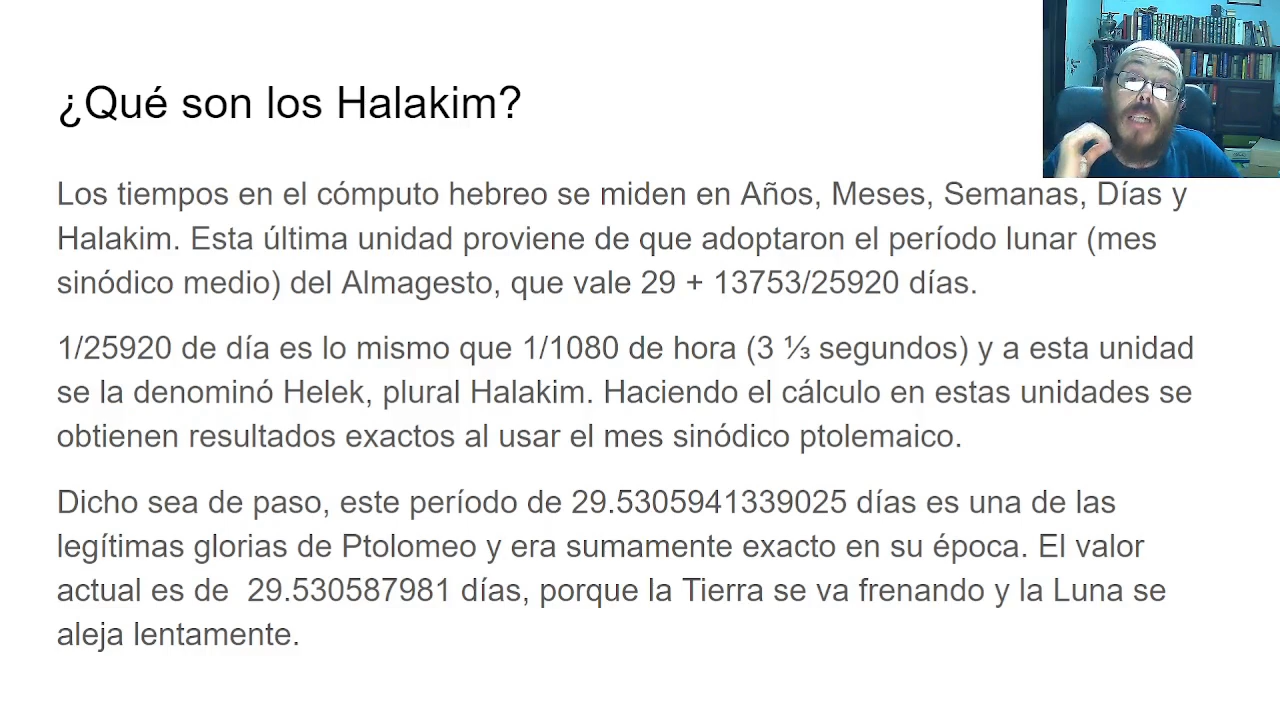 ¿Qué son los Halakim?
Los tiempos en el cómputo hebreo se miden en Años, Meses, Semanas, Días y
Halakim. Esta última unidad proviene de que adoptaron el período lunar (mes
sinódico medio) del Almagesto, que vale 29 + 13753/25920 días.
1/25920 de día es lo mismo que 1/1080 de hora (3 ⅓ segundos) y a esta unidad
se la denominó Helek, plural Halakim. Haciendo el cálculo en estas unidades se
obtienen resultados exactos al usar el mes sinódico ptolemaico.
Dicho sea de paso, este período de 29.5305941339025 días es una de las
legítimas glorias de Ptolomeo y era sumamente exacto en su época. El valor
actual es de  29.530587981 días, porque la Tierra se va frenando y la Luna se
aleja lentamente.